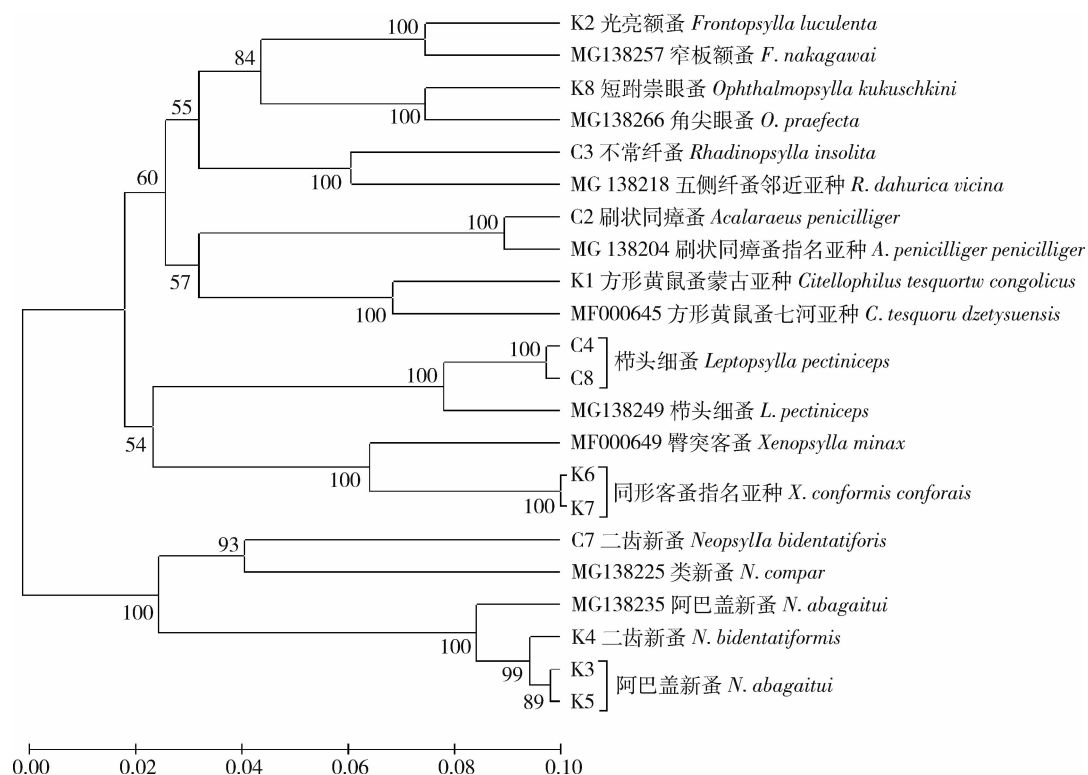 K2 光亮额蚤 Frontopsylla luculenta
100
MG138257 窄板额蚤 F. nakagawai
84
K8 短跗崇眼蚤 Ophthalmopsylla kukuschkini
55
100
MG138266 角尖眼蚤 O. praefecta
C3 不常纤蚤 Rhadinopsylla insolita
60
100
MG 138218 五侧纤蚤邻近亚种 R. dahurica vicina
C2 刷状同瘴蚤 Acalaraeus penicilliger
100
MG 138204 刷状同瘴蚤指名亚种 A. penicilliger penicilliger
57
K1 方形黄鼠蚤蒙古亚种 Citellophilus tesquortw congolicus
100
MF000645 方形黄鼠蚤七河亚种 C. tesquoru dzetysuensis
C4
100
栉头细蚤 Leptopsylla pectiniceps
C8
100
MG138249 栉头细蚤 L. pectiniceps
54
MF000649 臀突客蚤 Xenopsylla minax
100
K6
同形客蚤指名亚种 X. conformis conforais
100
K7
C7 二齿新蚤 NeopsylIa bidentatiforis
93
MG138225 类新蚤 N. compar
100
MG138235 阿巴盖新蚤 N. abagaitui
100
K4 二齿新蚤 N. bidentatiformis
99
K3
阿巴盖新蚤 N. abagaitui
89
K5
0.00 0.02 0.04 0.06 0.08 0.10